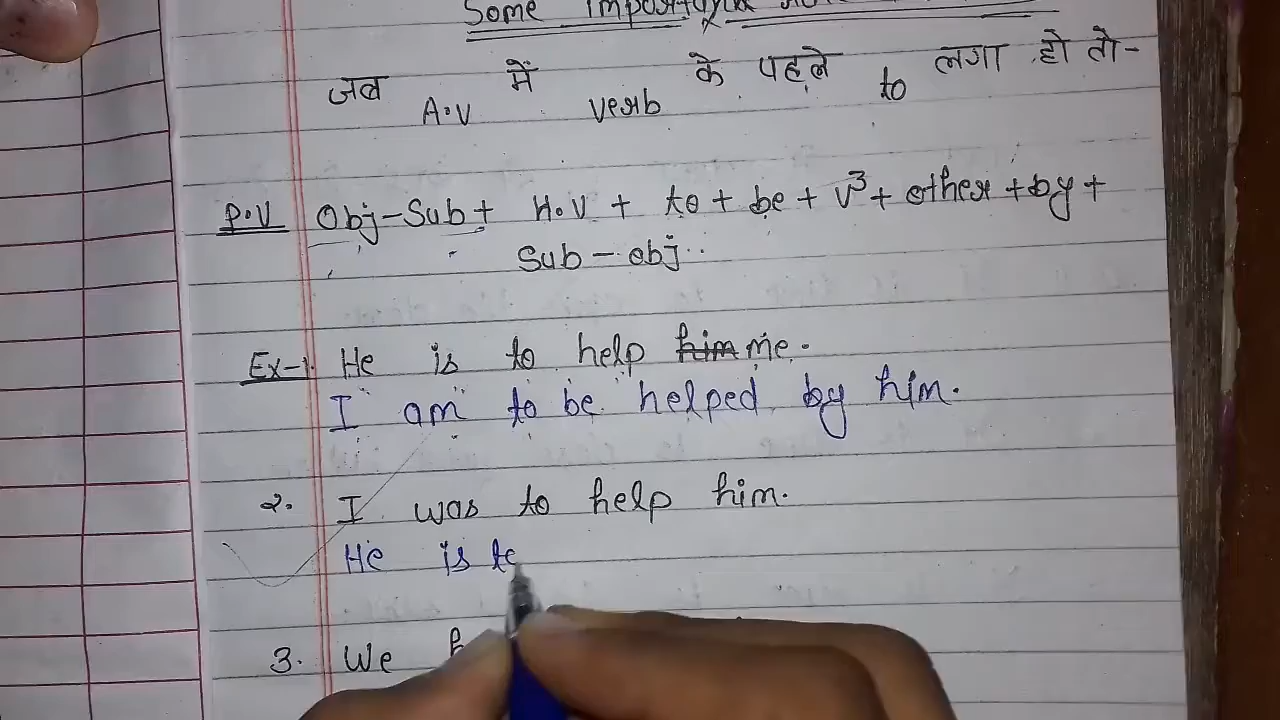 Some
जब A.V में verb के पहले to लगा हो तो-
P.V Obj-Sub + H.V + to + be + V³ + other + by +
Sub - obj.
Ex-1. He is to help him me.
I am to be helped by him.
2. I was to help him.
He is to
3. We